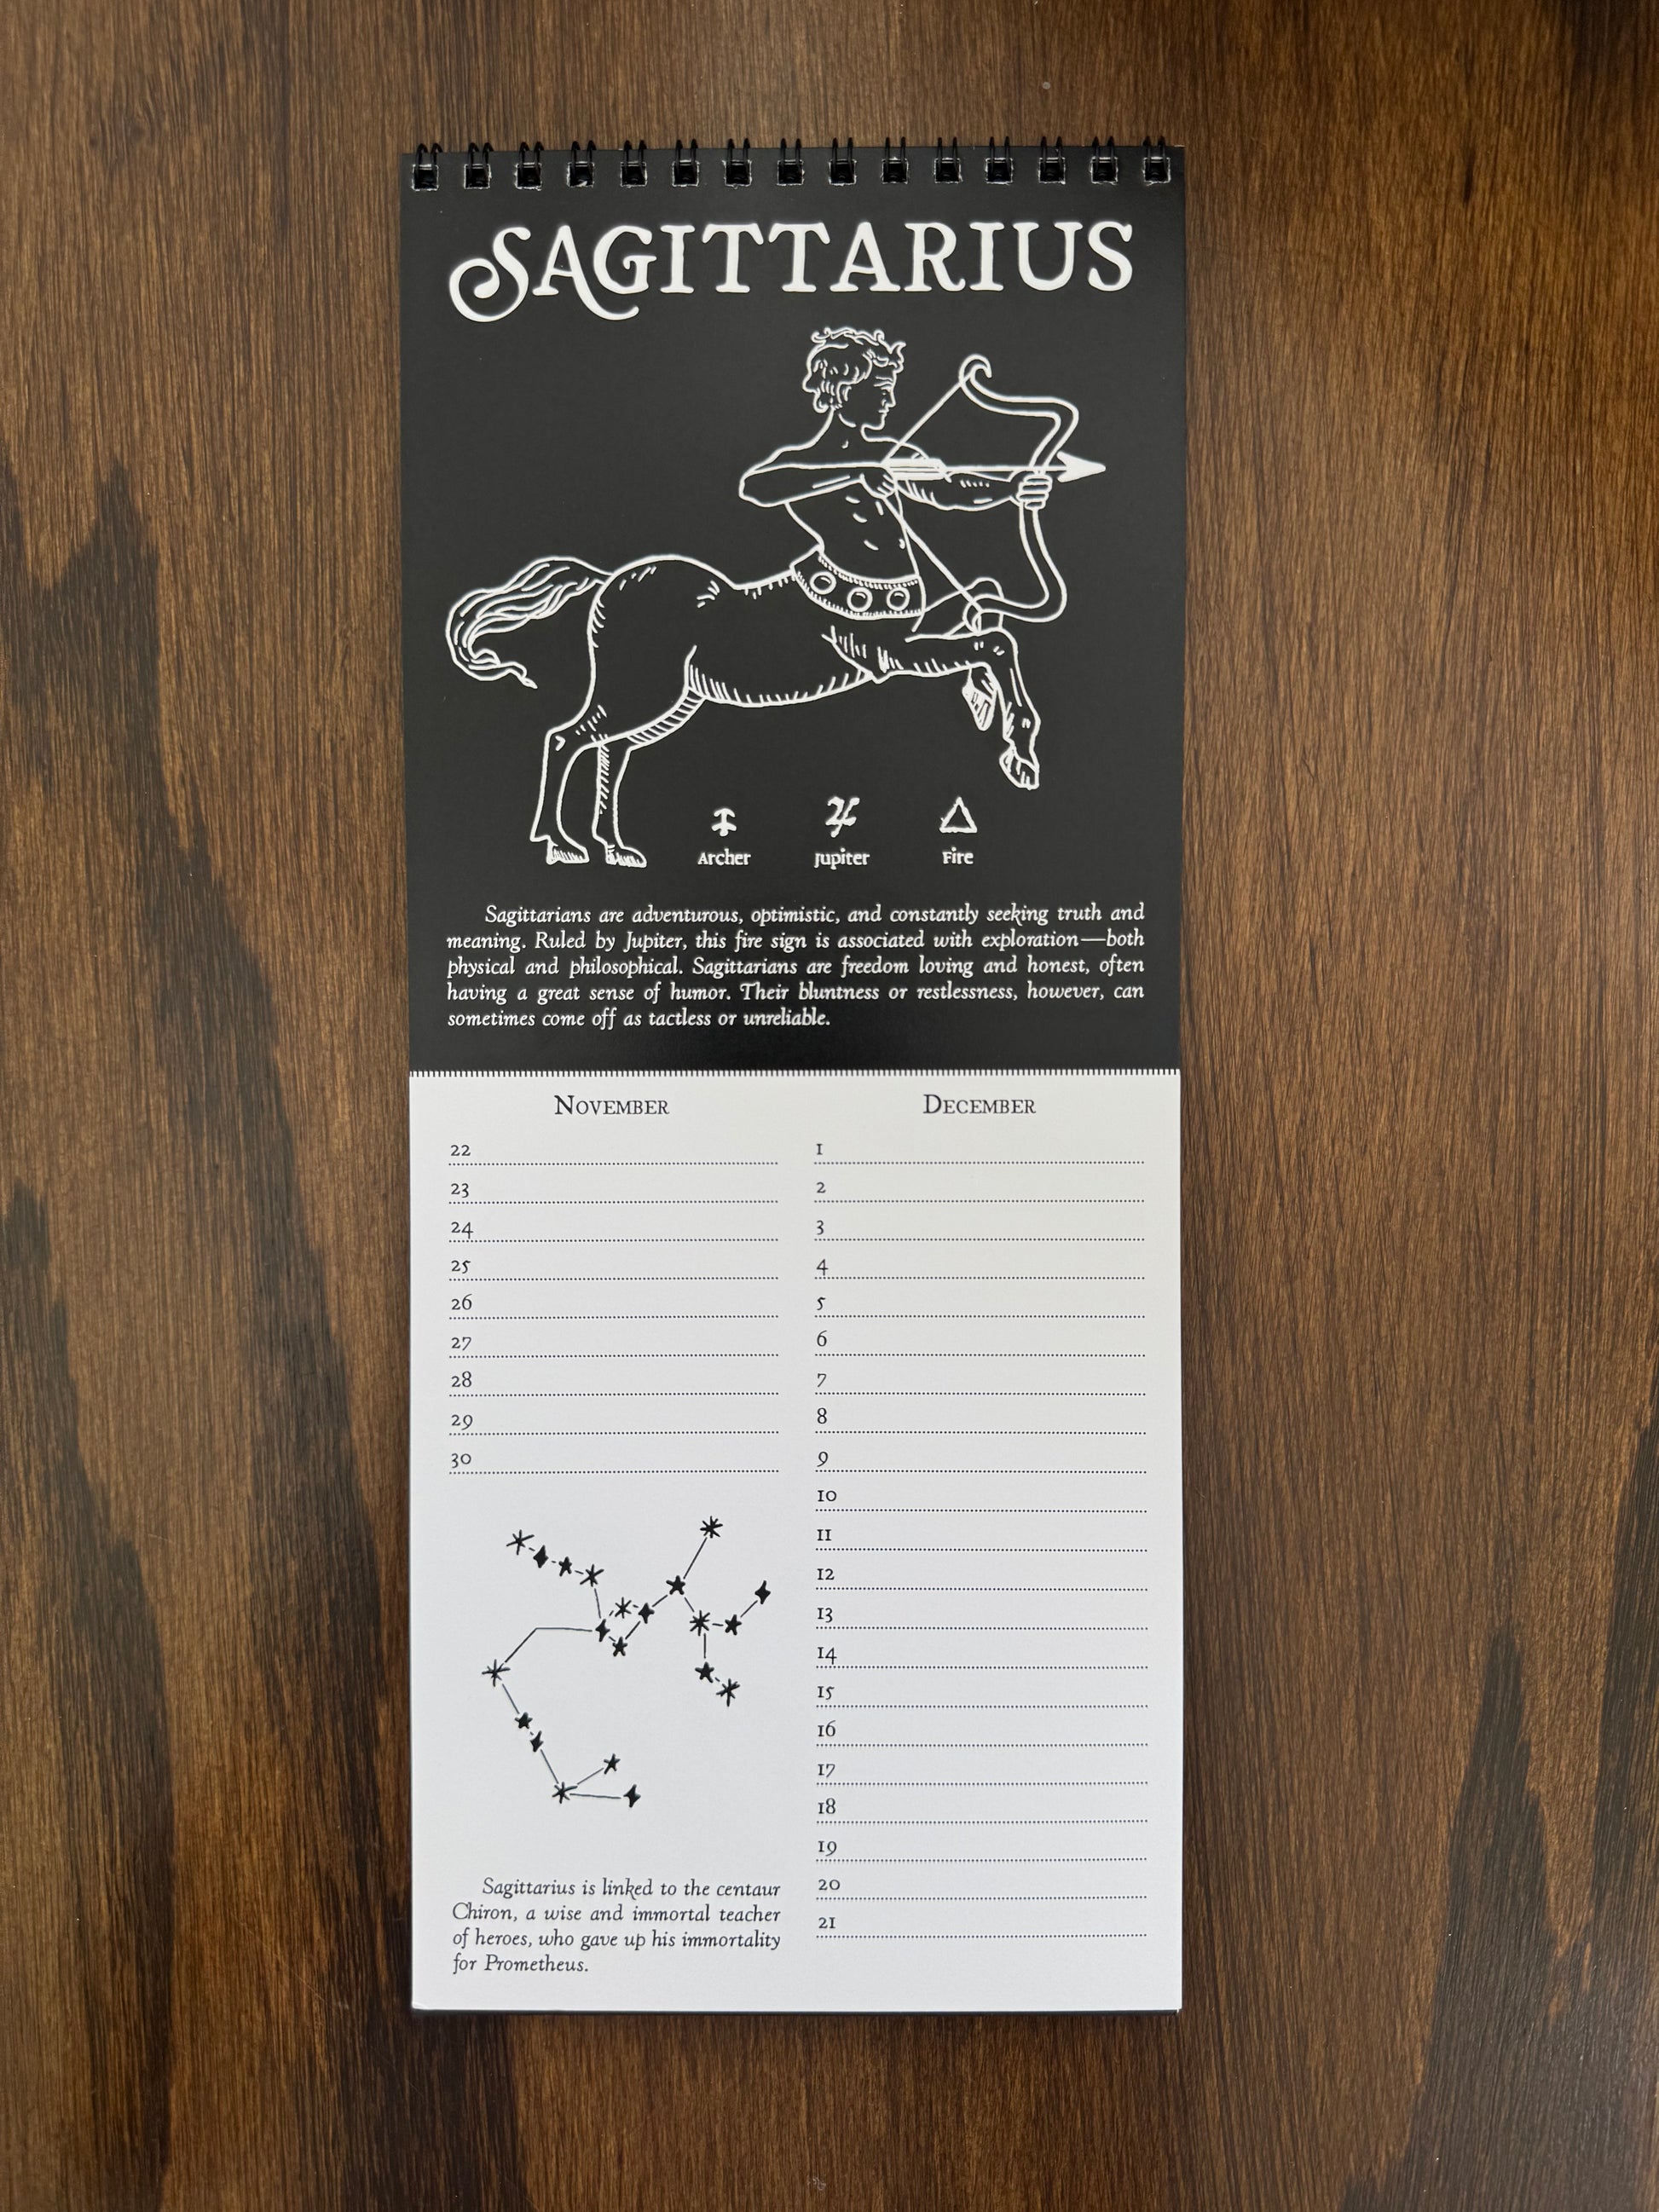 SAGITTARIUS
Archer
Jupiter
Fire
Sagittarians are adventurous, optimistic, and constantly seeking truth and
meaning. Ruled by Jupiter, this fire sign is associated with exploration—both
physical and philosophical. Sagittarians are freedom loving and honest, often
having a great sense of humor. Their bluntness or restlessness, however, can
sometimes come off as tactless or unreliable.
November
22
23
24
25
26
27
28
29
30
Sagittarius is linked to the centaur
Chiron, a wise and immortal teacher
of heroes, who gave up his immortality
for Prometheus.
December
1
2
3
4
5
6
7
8
9
10
11
12
13
14
15
16
17
18
19
20
21